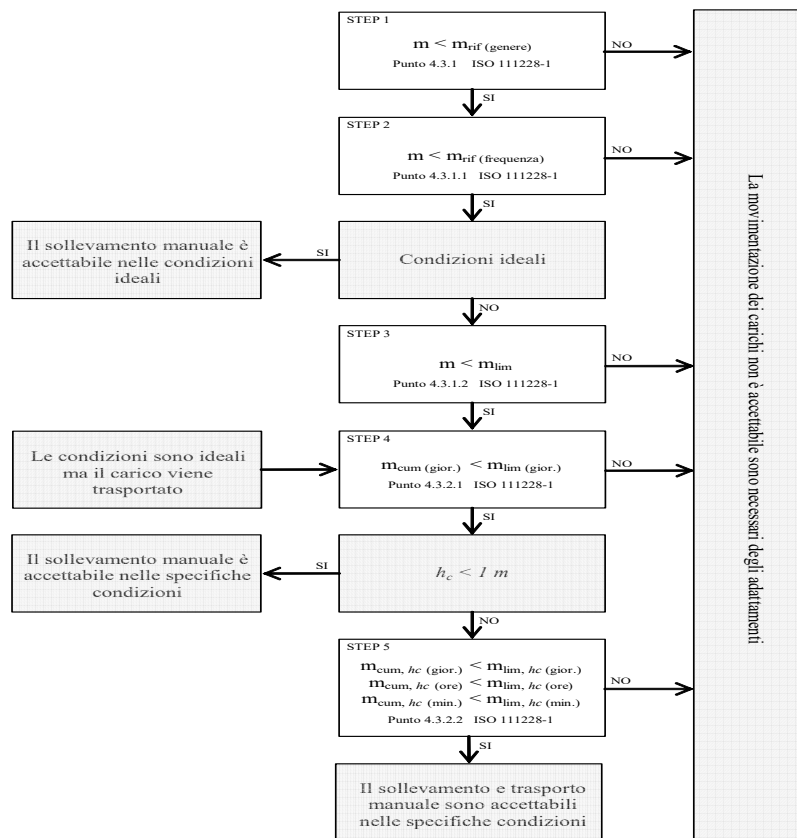 STEP 1
m < mrif (genere)
Punto 4.3.1 ISO 111228-1
NO
SI
STEP 2
m < mrif (frequenza)
Punto 4.3.1.1 ISO 111228-1
NO
SI
Il sollevamento manuale è
accettabile nelle condizioni
ideali
SI
Condizioni ideali
NO
STEP 3
m < mlim
Punto 4.3.1.2 ISO 111228-1
NO
SI
Le condizioni sono ideali
ma il carico viene
trasportato
STEP 4
mcum (gior.) < mlim (gior.)
Punto 4.3.2.1 ISO 111228-1
NO
SI
Il sollevamento manuale è
accettabile nelle specifiche
condizioni
SI
hc < 1 m
NO
STEP 5
mcum, hc (gior.) < mlim, hc (gior.)
mcum, hc (ore) < mlim, hc (ore)
mcum, hc (min.) < mlim, hc (min.)
Punto 4.3.2.2 ISO 111228-1
NO
SI
Il sollevamento e trasporto
manuale sono accettabili
nelle specifiche condizioni
La movimentazione dei carichi non è accettabile sono necessari degli adattamenti